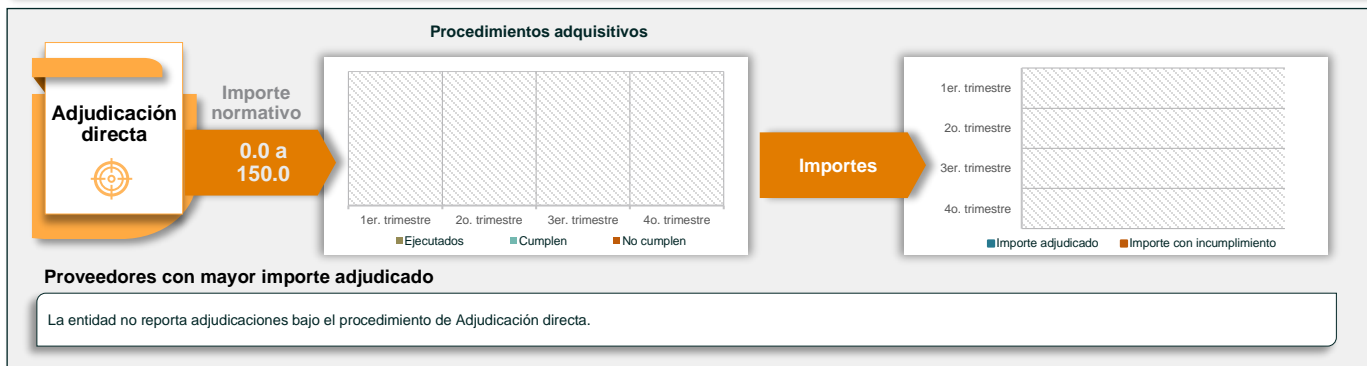 Procedimientos adquisitivos
Adjudicación
directa
Importe
normativo
0.0 a
150.0
1er. trimestre 2o. trimestre 3er. trimestre 4o. trimestre
Ejecutados Cumplen No cumplen
Importes
1er. trimestre
2o. trimestre
3er. trimestre
4o. trimestre
Importe adjudicado Importe con incumplimiento
Proveedores con mayor importe adjudicado
La entidad no reporta adjudicaciones bajo el procedimiento de Adjudicación directa.